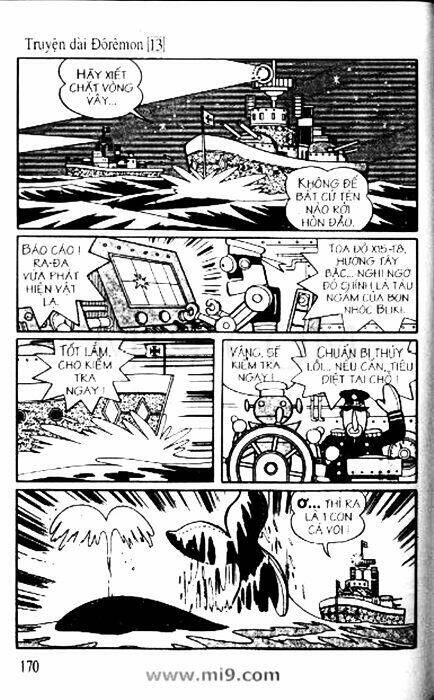 Truyện dài Đôrêmon |13|
HÃY XIẾT
CHẶT VÒNG
VÂY...
KHÔNG ĐỂ
BẤT CỨ TÊN
NÀO RỜI
HÒN ĐẢO.
BÁO CÁO !
RA-ĐA
VỪA PHÁT
HIỆN VẬT
LẠ.
TỌA ĐỘ X15-T8,
HƯỚNG TÂY
BẮC... NGHI NGỜ
ĐÓ CHÍNH LÀ TÀU
NGẦM CỦA BỌN
NHÓC BLIKI.
TỐT LẮM,
CHO KIỂM
TRA
NGAY !
VÂNG, SẼ
KIỂM TRA
NGAY !
CHUẨN BỊ THỦY
LÔI... NẾU CẦN, TIÊU
DIỆT TẠI CHỖ !
Ơ... THÌ RA
LÀ 1 CON
CÁ VOI !
170
www.mi9.com